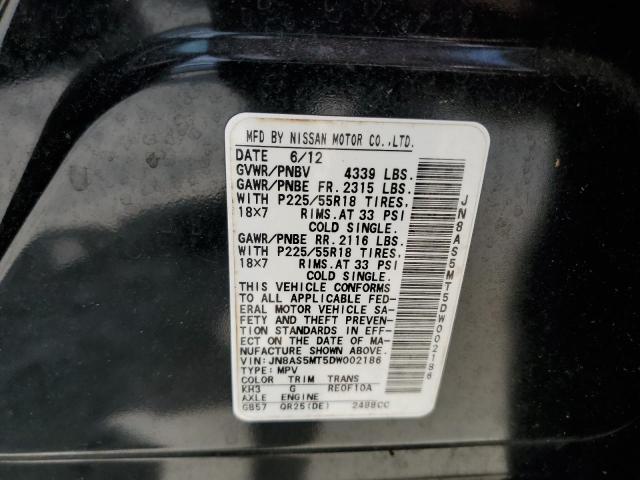 MFD BY NISSAN MOTOR CO.,LTD.
DATE 6/12
GVWR/PNBV 4339 LBS.
GAWR/PNBE FR. 2315 LBS.
WITH P225/55R18 TIRES.
18×7 RIMS.AT 33 PSI
COLD SINGLE.
GAWR/PNBE RR. 2116 LBS.
WITH P225/55R18 TIRES.
18×7 RIMS.AT 33 PSI
COLD SINGLE.
THIS VEHICLE CONFORMS
TO ALL APPLICABLE FED-
ERAL MOTOR VEHICLE SA-
FETY AND THEFT PREVEN-
TION STANDARDS IN EFF-
ECT ON THE DATE OF MA-
NUFACTURE SHOWN ABOVE.
VIN:JN8AS5MT5DW002186
TYPE: MPV
COLOR TRIM TRANS
KH3 G RE0F10A
AXLE ENGINE
GB57 QR25(DE) 2488CC
JN8AS5MT5DW002186